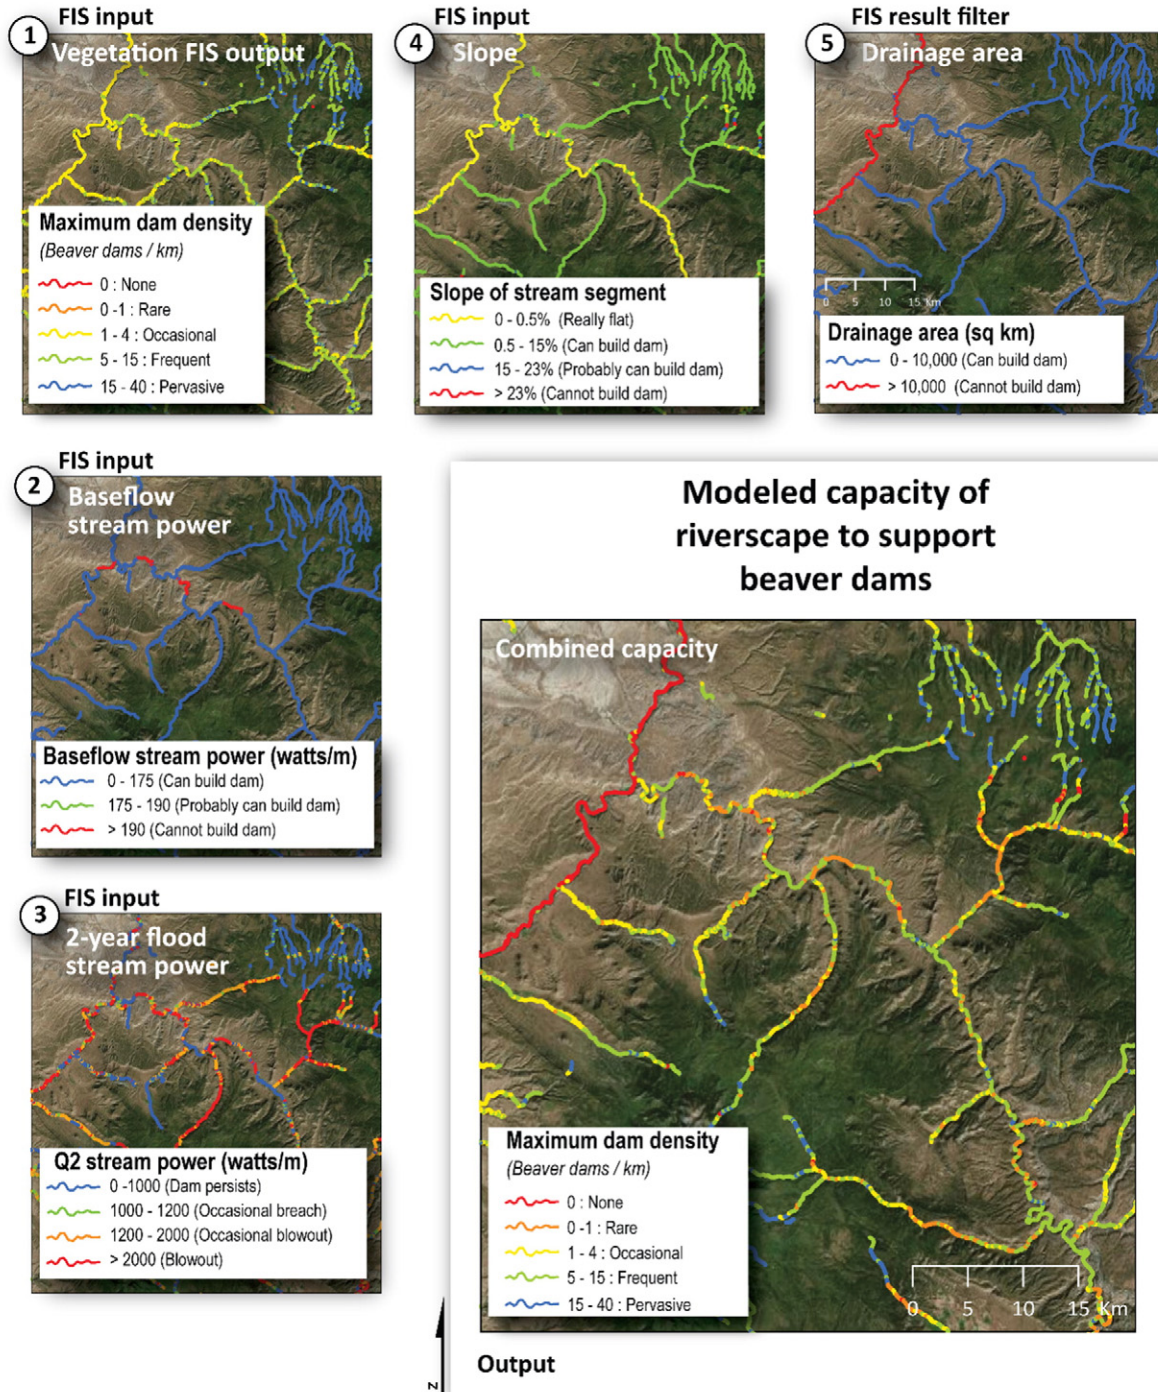 FIS input
1
Vegetation FIS output
Maximum dam density
(Beaver dams / km)
0 : None
0 -1 : Rare
1 - 4 : Occasional
5 - 15 : Frequent
15 - 40 : Pervasive
FIS input
4
Slope
Slope of stream segment
0 - 0.5% (Really flat)
0.5 - 15% (Can build dam)
15 - 23% (Probably can build dam)
> 23% (Cannot build dam)
FIS result filter
5
Drainage area
0 5 10 15 Km
Drainage area (sq km)
0 - 10,000 (Can build dam)
> 10,000 (Cannot build dam)
FIS input
2
Baseflow
stream power
Baseflow stream power (watts/m)
0 - 175 (Can build dam)
175 - 190 (Probably can build dam)
> 190 (Cannot build dam)
FIS input
3
2-year flood
stream power
Q2 stream power (watts/m)
0 -1000 (Dam persists)
1000 - 1200 (Occasional breach)
1200 - 2000 (Occasional blowout)
> 2000 (Blowout)
Modeled capacity of
riverscape to support
beaver dams
Combined capacity
Maximum dam density
(Beaver dams / km)
0 : None
0 -1 : Rare
1 - 4 : Occasional
5 - 15 : Frequent
15 - 40 : Pervasive
0 5 10 15 Km
Output
N